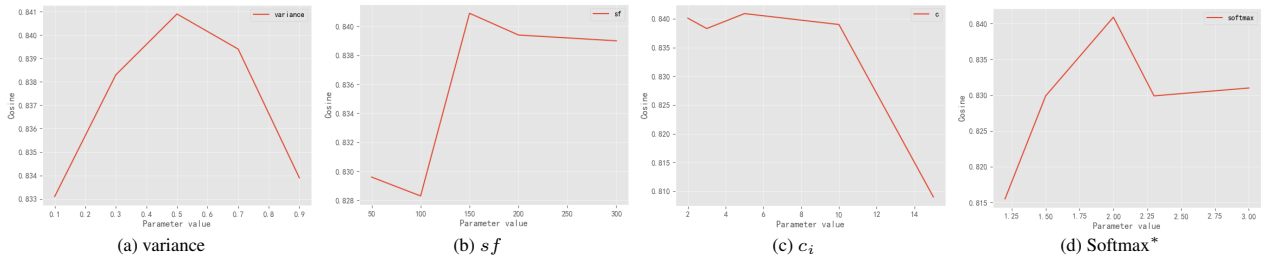 variance
0.841
0.840
0.839
0.838
0.837
0.836
0.835
0.834
0.833
Cosine
0.1 0.2 0.3 0.4 0.5 0.6 0.7 0.8 0.9
Parameter value
(a) variance
sf
0.840
0.838
0.836
0.834
0.832
0.830
0.828
Cosine
50 100 150 200 250 300
Parameter value
(b) sf
c
0.840
0.835
0.830
0.825
0.820
0.815
0.810
Cosine
2 4 6 8 10 12 14
Parameter value
(c) c_i
softmax
0.840
0.835
0.830
0.825
0.820
0.815
Cosine
1.25 1.50 1.75 2.00 2.25 2.50 2.75 3.00
Parameter value
(d) Softmax*